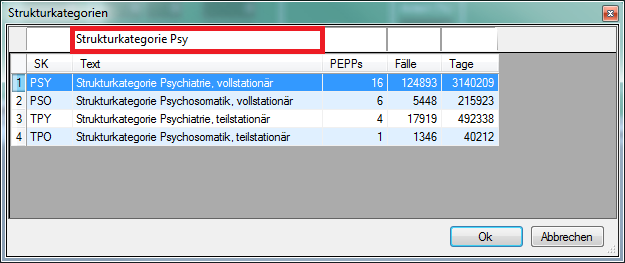 Strukturkategorien
Strukturkategorie Psy
SK Text PEPPs Fälle Tage
1 PSY Strukturkategorie Psychiatrie, vollstationär 16 124893 3140209
2 PSO Strukturkategorie Psychosomatik, vollstationär 6 5448 215923
3 TPY Strukturkategorie Psychiatrie, teilstationär 4 17919 492338
4 TPO Strukturkategorie Psychosomatik, teilstationär 1 1346 40212
Ok Abbrechen